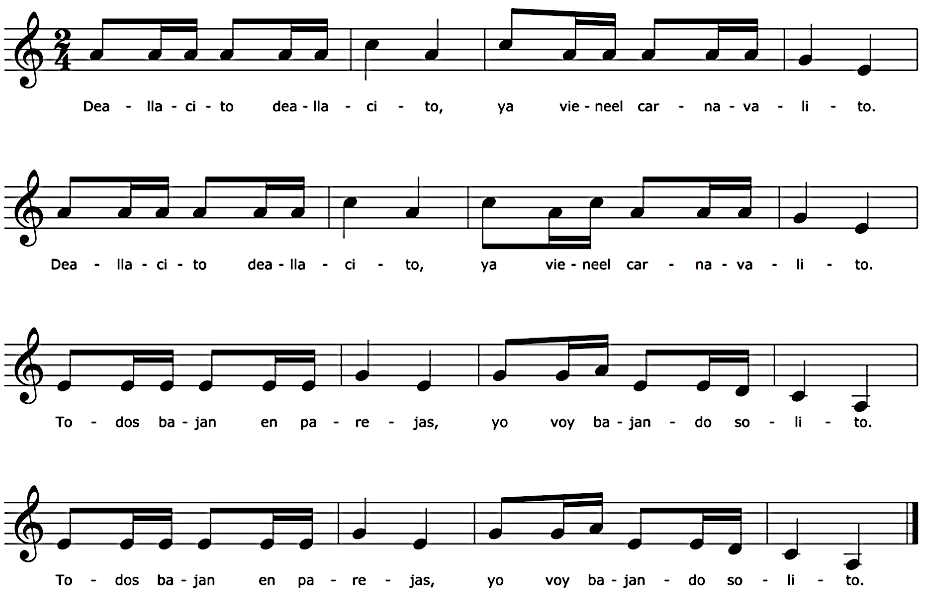 2
4
Dea - lla - ci - to dea - lla - ci - to, ya vie - neel car - na - va - li - to.
Dea - lla - ci - to dea - lla - ci - to, ya vie - neel car - na - va - li - to.
To - dos ba - jan en pa - re - jas, yo voy ba - jan - do so - li - to.
To - dos ba - jan en pa - re - jas, yo voy ba - jan - do so - li - to.